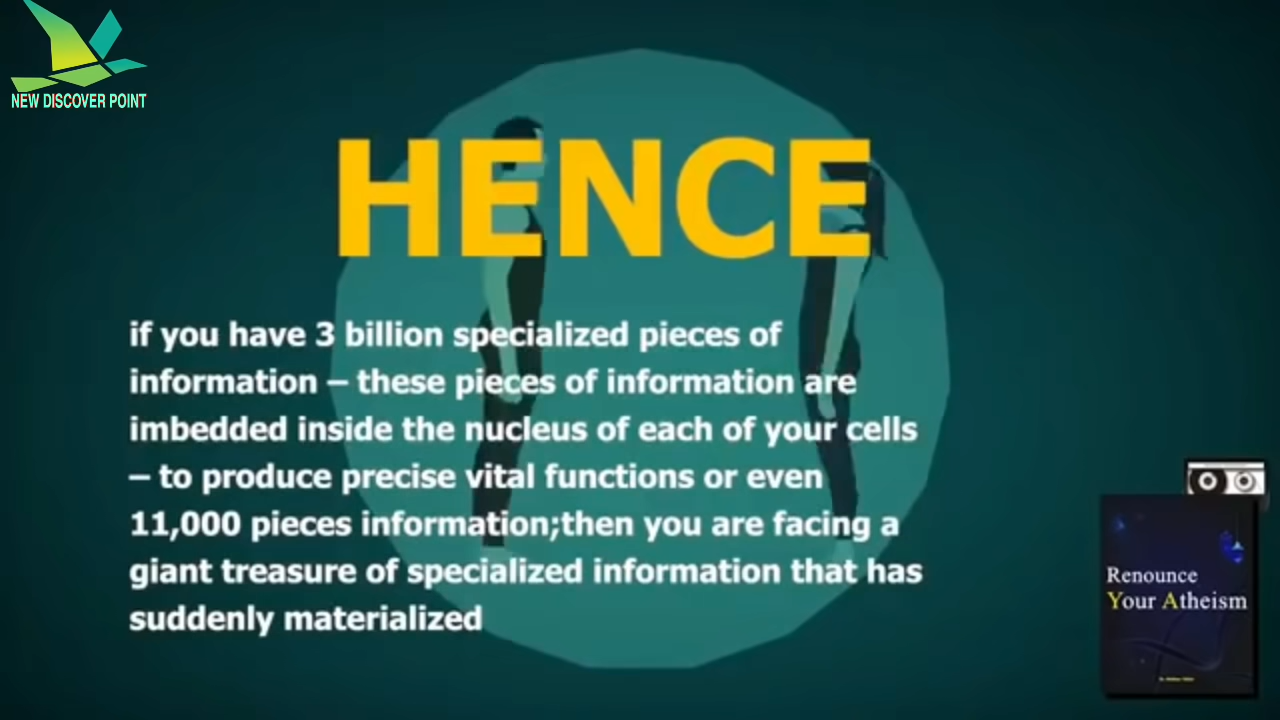 NEW DISCOVER POINT
HENCE
if you have 3 billion specialized pieces of
information – these pieces of information are
imbedded inside the nucleus of each of your cells
– to produce precise vital functions or even
11,000 pieces information;then you are facing a
giant treasure of specialized information that has
suddenly materialized
Renounce
Your Atheism